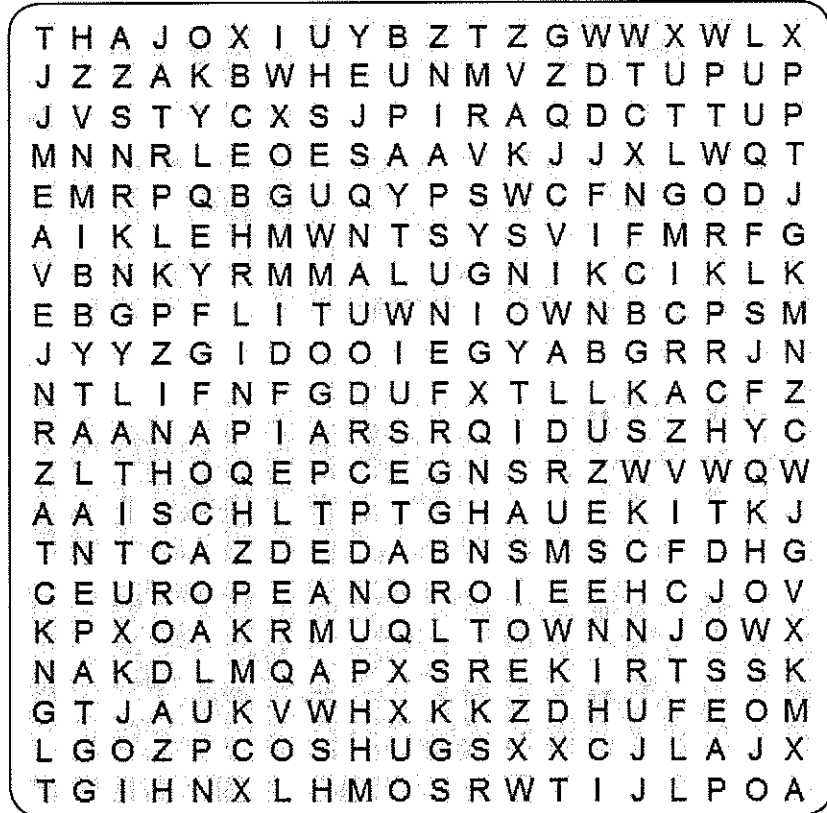 T H A J O X I U Y B Z T Z G W W X W L X
J Z Z A K B W H E U N M V Z D T U P U P
J V S T Y C X S J P I R A Q D C T T U P
M N N R L E O E S A A V K J J X L W Q T
E M R P Q B G U Q Y P S W C F N G O D J
A I K L E H M W N T S Y S V I F M R F G
V B N K Y R M M A L U G N I K C I K L K
E B G P F L I T U W N I O W N B C P S M
J Y Y Z G I D O O I E G Y A B G R R J N
N T L I F N F G D U F X T L L K A C F Z
R A A N A P I A R S R Q I D U S Z H Y C
Z L T H O Q E P C E G N S R Z W V W Q W
A A I S C H L T P T G H A U E K I T K J
T N T C A Z D E D A B N S M S C F D H G
C E U R O P E A N O R O I E E H C J O V
K P X O A K R M U Q L T O W N N J O W X
N A K D L M Q A P X S R E K I R T S S K
G T J A U K V W H X K K Z D H U F E O M
L G O Z P C O S H U G S X X C J L A J X
T G I H N X L H M O S R W T I J L P O A